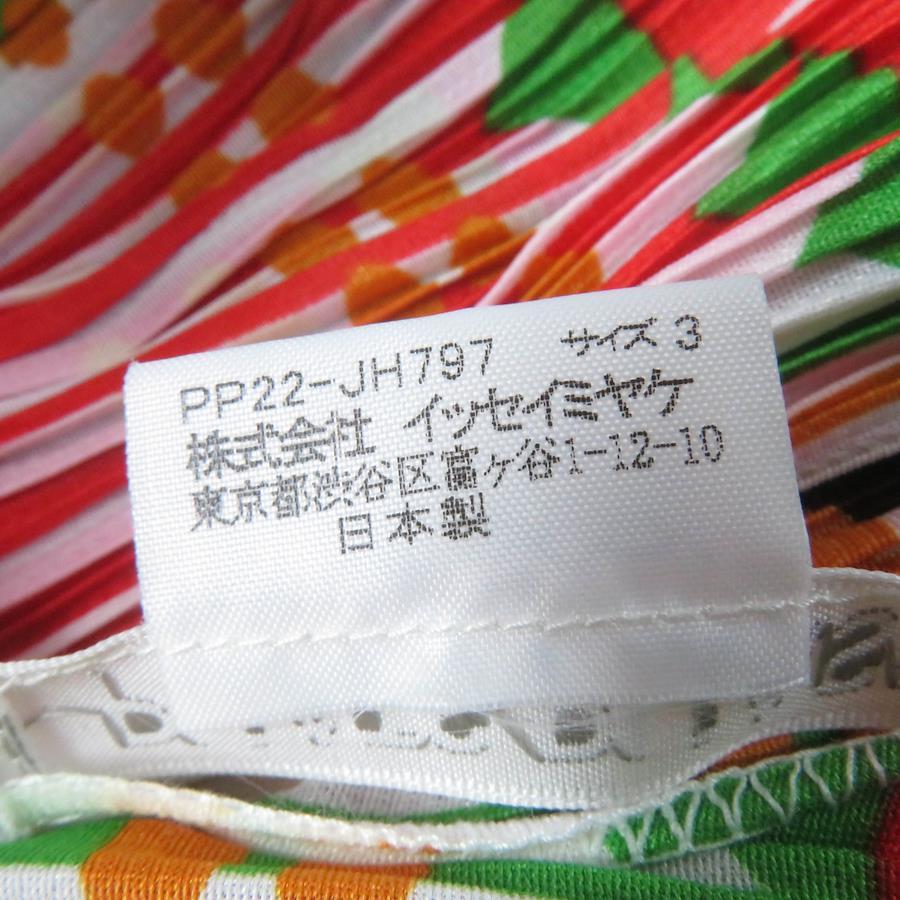 PP22-JH797 サイズ 3
株式会社 イッセイミヤケ
東京都渋谷区富ヶ谷1-12-10
日本製